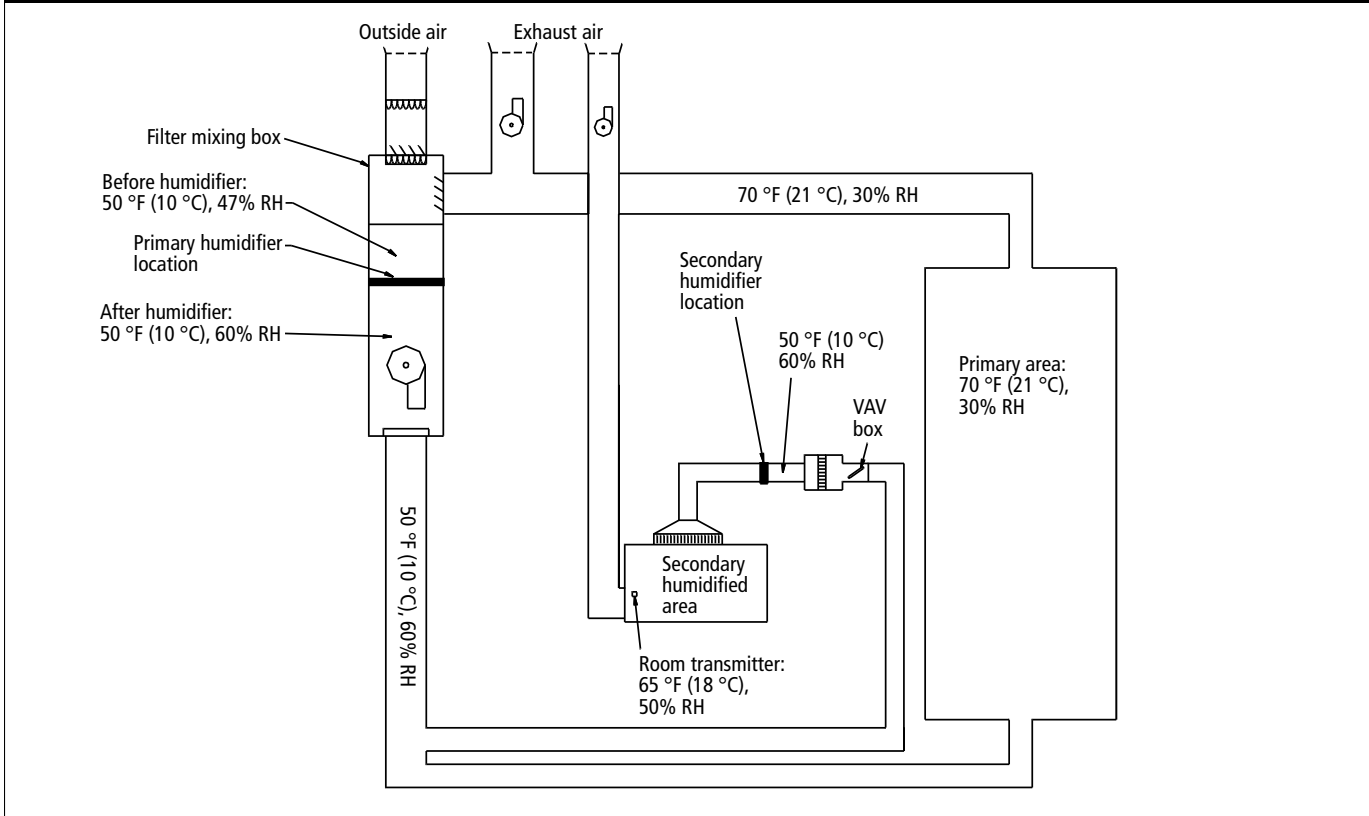 Outside air
Exhaust air
Filter mixing box
Before humidifier:
50 °F (10 °C), 47% RH
70 °F (21 °C), 30% RH
Primary humidifier
location
Secondary
humidifier
location
After humidifier:
50 °F (10 °C), 60% RH
50 °F (10 °C)
60% RH
Primary area:
70 °F (21 °C),
30% RH
VAV
box
50 °F (10 °C), 60% RH
Secondary
humidified
area
Room transmitter:
65 °F (18 °C),
50% RH